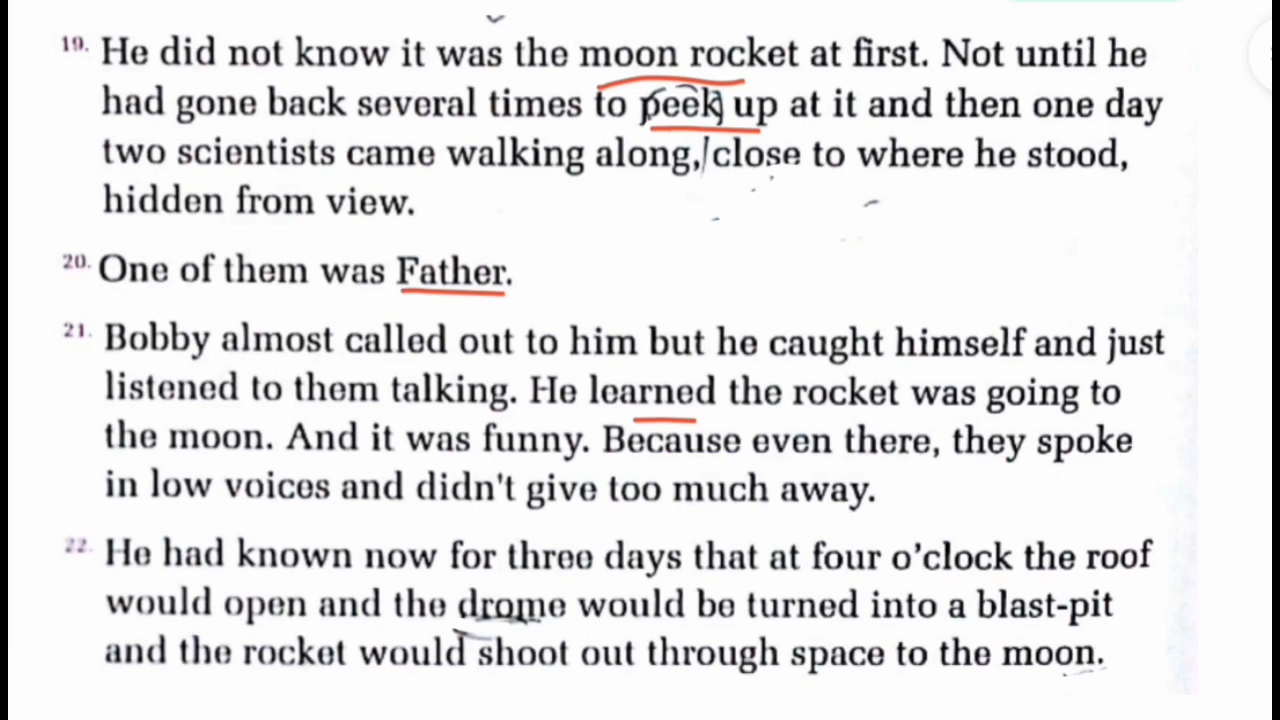 19. He did not know it was the moon rocket at first. Not until he
had gone back several times to peek up at it and then one day
two scientists came walking along, close to where he stood,
hidden from view.
20. One of them was Father.
21. Bobby almost called out to him but he caught himself and just
listened to them talking. He learned the rocket was going to
the moon. And it was funny. Because even there, they spoke
in low voices and didn't give too much away.
22. He had known now for three days that at four o'clock the roof
would open and the drome would be turned into a blast-pit
and the rocket would shoot out through space to the moon.